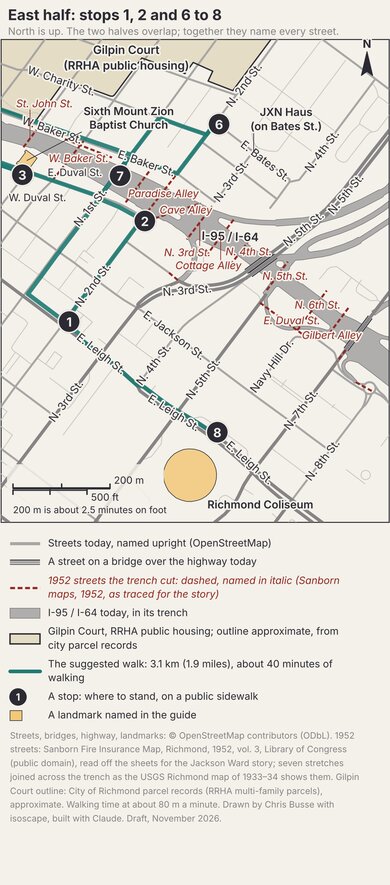 East half: stops 1, 2 and 6 to 8
North is up. The two halves overlap; together they name every street.
Gilpin Court
(RRHA public housing)
N
W. Charity St.
N. 2nd St.
St. John St.
Sixth Mount Zion
Baptist Church
JXN Haus
(on Bates St.)
6
W. Baker St.
W. Baker St.
E. Baker St.
E. Bates St.
N. 4th St.
3
E. Duval St.
7
N. 3rd St.
N. 5th St.
W. Duval St.
Paradise Alley
N. 1st St.
Cave Alley
2
N. 5th St.
I-95 / I-64
N. 3rd St.
N. 4th St.
Cottage Alley
N. 2nd St.
N. 5th St.
N. 3rd St.
N. 6th St.
1
E. Jackson St.
E. Duval St.
Gilbert Alley
E. Leigh St.
N. 4th St.
N. 5th St.
Navy Hill Dr.
N. 3rd St.
E. Leigh St.
N. 7th St.
8
E. Leigh St.
N. 8th St.
200 m
500 ft
200 m is about 2.5 minutes on foot
Richmond Coliseum
Streets today, named upright (OpenStreetMap)
A street on a bridge over the highway today
1952 streets the trench cut: dashed, named in italic (Sanborn
maps, 1952, as traced for the story)
I-95 / I-64 today, in its trench
Gilpin Court, RRHA public housing; outline approximate, from
city parcel records
The suggested walk: 3.1 km (1.9 miles), about 40 minutes of
walking
1
A stop: where to stand, on a public sidewalk
A landmark named in the guide
Streets, bridges, highway, landmarks: © OpenStreetMap contributors (ODbL). 1952
streets: Sanborn Fire Insurance Map, Richmond, 1952, vol. 3, Library of Congress
(public domain), read off the sheets for the Jackson Ward story; seven stretches
joined across the trench as the USGS Richmond map of 1933–34 shows them. Gilpin
Court outline: City of Richmond parcel records (RRHA multi-family parcels),
approximate. Walking time at about 80 m a minute. Drawn by Chris Busse with
isoscape, built with Claude. Draft, November 2026.